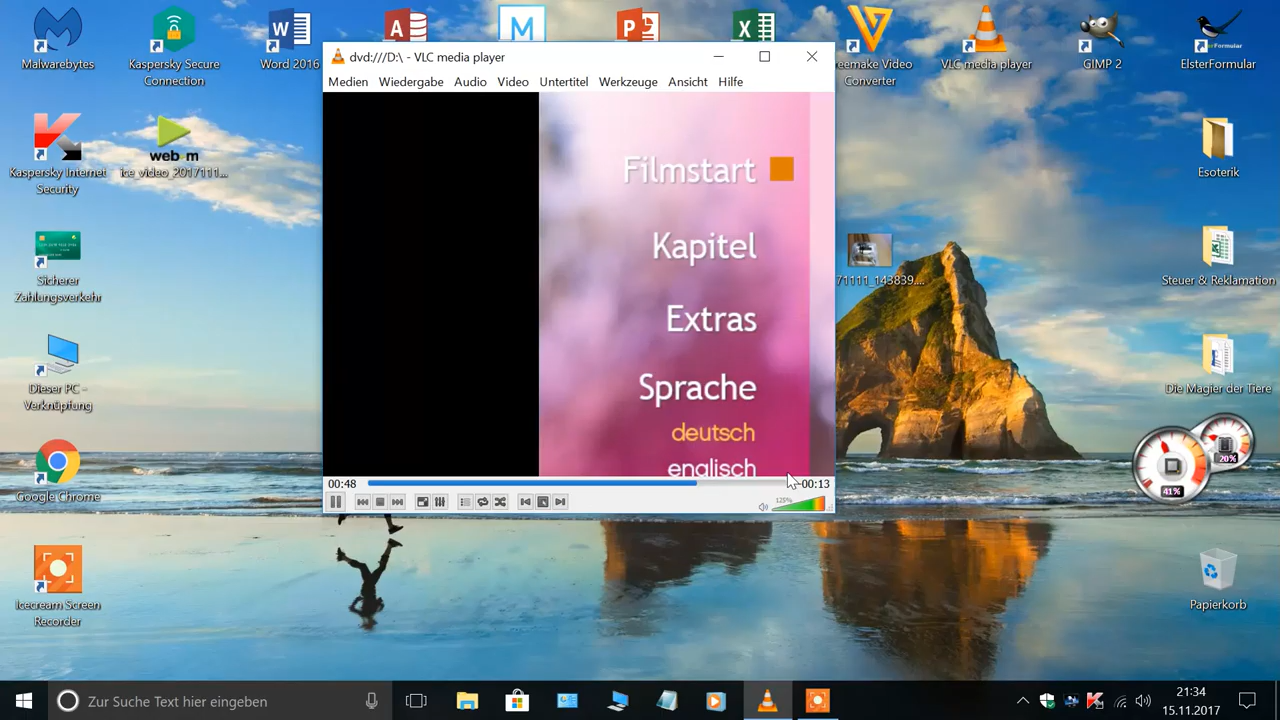 Malwarebytes
Kaspersky Secure
Connection
W
Word 2016
A
M
P
X
eemake Video
Converter
VLC media player
GIMP 2
eFormular
ElsterFormular
dvd:///D:\ - VLC media player
Medien Wiedergabe Audio Video Untertitel Werkzeuge Ansicht Hilfe
Kaspersky Internet
Security
web m
ice_video_2017111...
Esoterik
Sicherer
Zahlungsverkehr
71111_143839....
Steuer & Reklamation
Dieser PC -
Verknüpfung
Die Magier der Tiere
Filmstart
Kapitel
Extras
Sprache
deutsch
englisch
00:48
-00:13
125%
20%
41%
Google Chrome
Icecream Screen
Recorder
Papierkorb
Zur Suche Text hier eingeben
21:34
15.11.2017